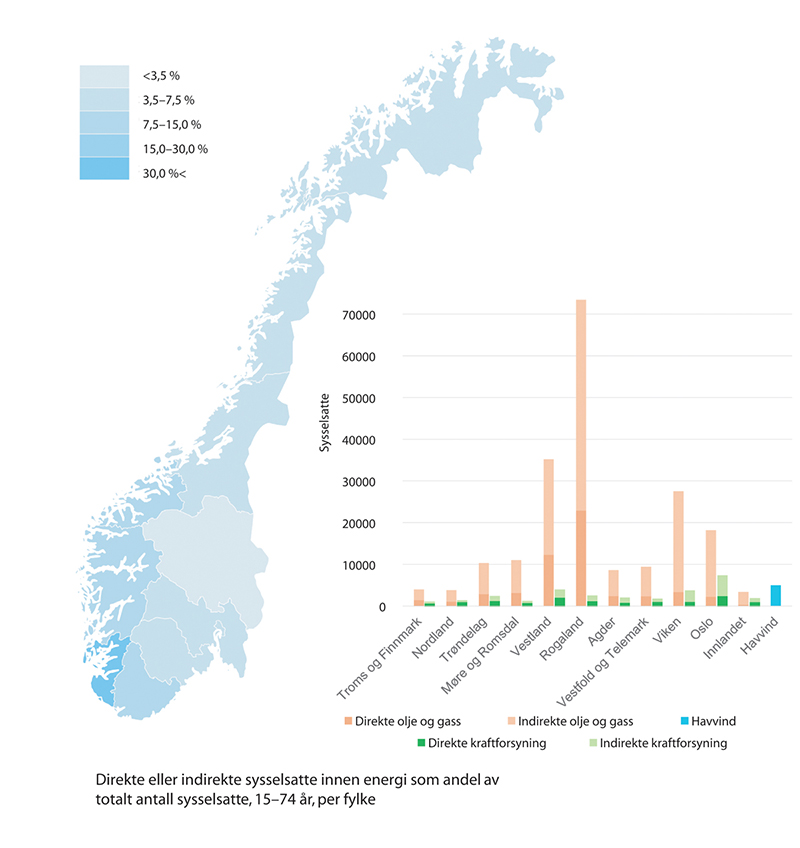 <3,5 %
3,5–7,5 %
7,5–15,0 %
15,0–30,0 %
30,0 %<
70000
60000
50000
40000
30000
20000
10000
0
Sysselsatte
Troms og Finnmark
Nordland
Trøndelag
Møre og Romsdal
Vestland
Rogaland
Agder
Vestfold og Telemark
Viken
Oslo
Innlandet
Havvind
Direkte olje og gass
Indirekte olje og gass
Havvind
Direkte kraftforsyning
Indirekte kraftforsyning
Direkte eller indirekte sysselsatte innen energi som andel av
totalt antall sysselsatte, 15–74 år, per fylke